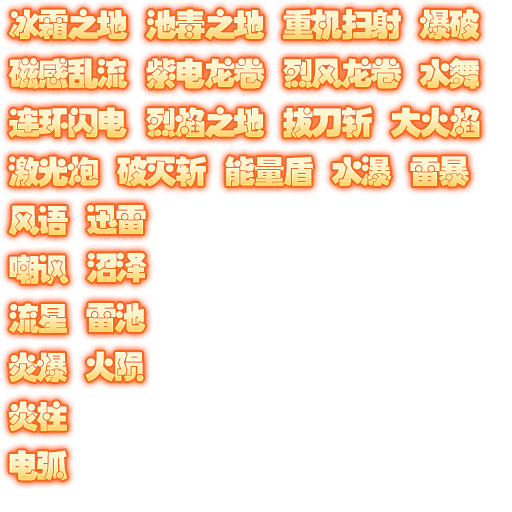 冰霜之地 池毒之地 重机扫射 爆破
磁感乱流 紫电龙卷 烈风龙卷 水舞
连环闪电 烈焰之地 拔刀斩 大火焰
激光炮 破灭斩 能量盾 水瀑 雷暴
风语 迅雷
嘲讽 沼泽
流星 雷池
炎爆 火陨
炎柱
电弧